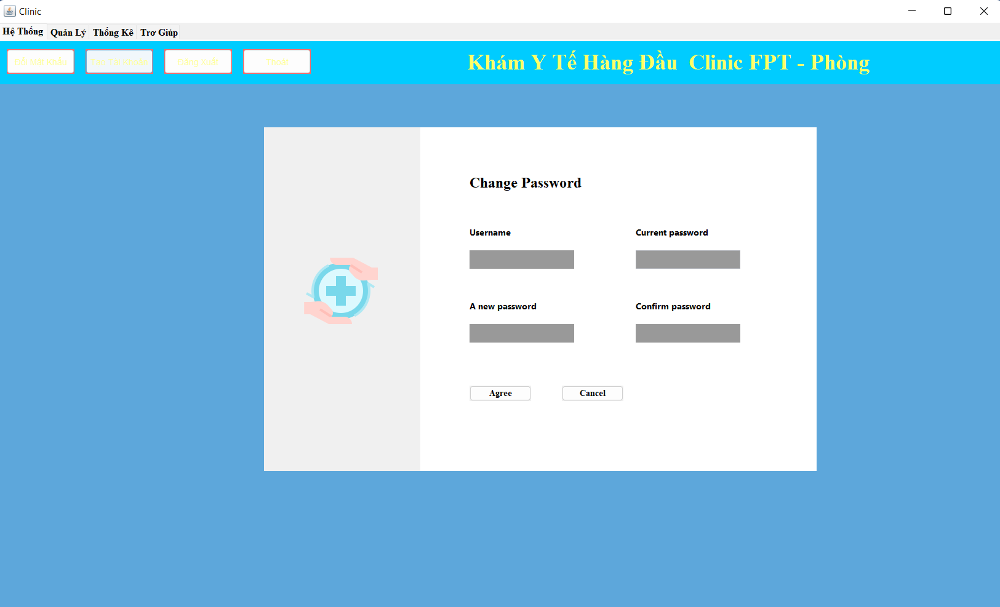 Clinic
Hệ Thống Quản Lý Thống Kê Trợ Giúp
Đổi Mật Khẩu Tạo Tài Khoản Đăng Xuất Thoát
Khám Y Tế Hàng Đầu Clinic FPT - Phòng
Change Password
Username Current password
A new password Confirm password
Agree Cancel